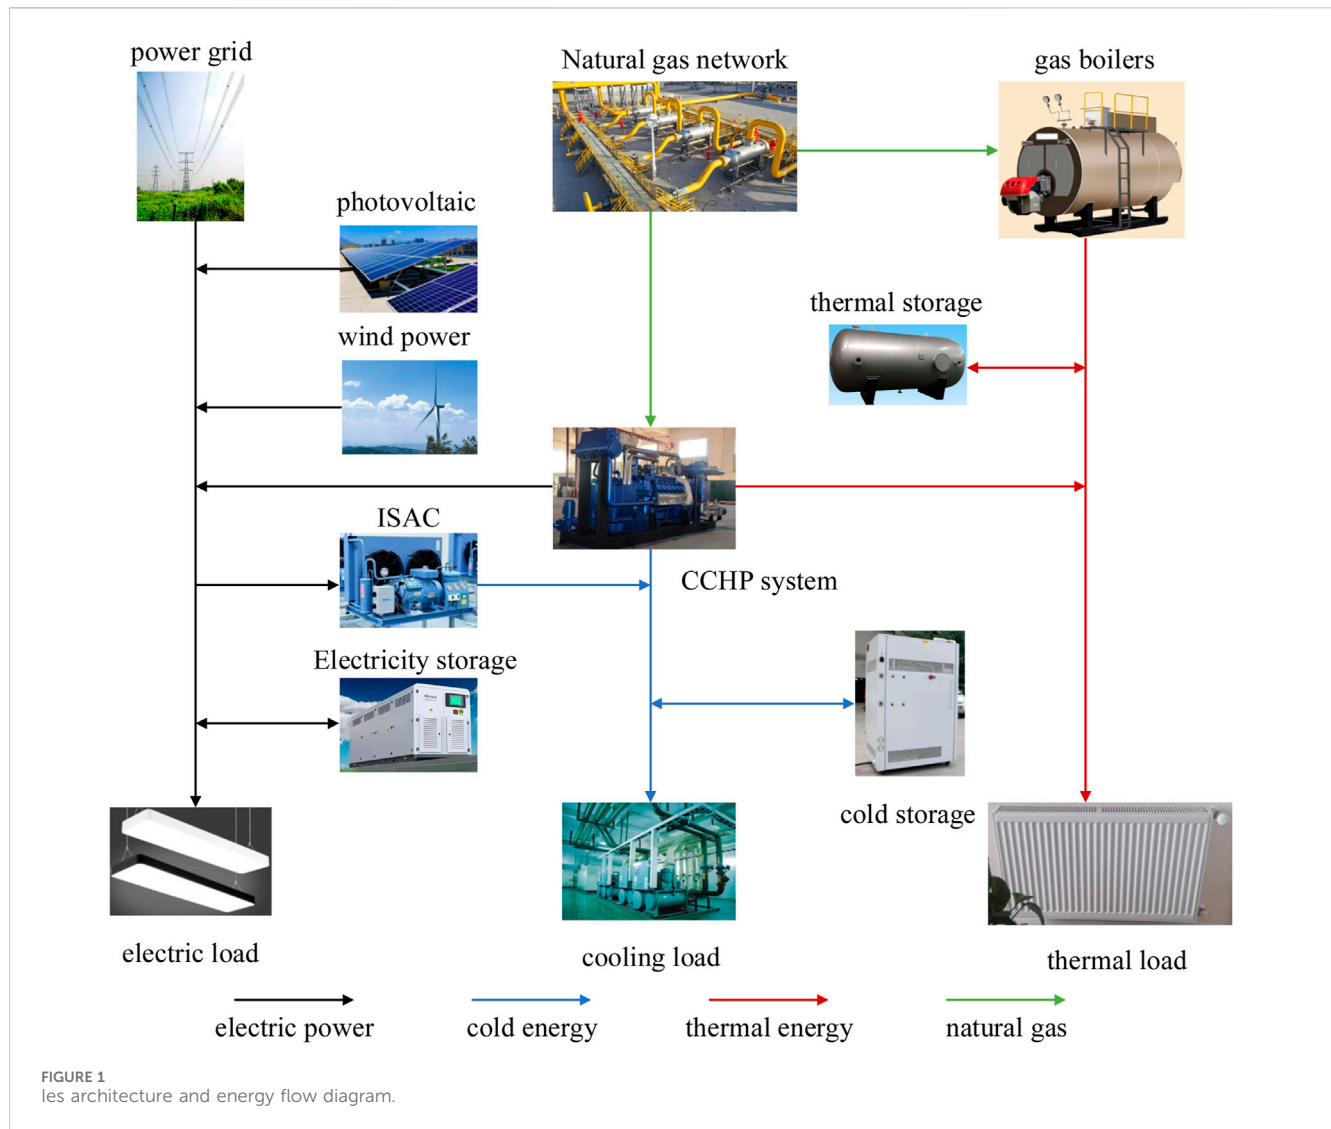 power grid
Natural gas network
gas boilers
photovoltaic
thermal storage
wind power
ISAC
CCHP system
Electricity storage
cold storage
electric load
cooling load
thermal load
electric power
cold energy
thermal energy
natural gas
FIGURE 1
Ies architecture and energy flow diagram.